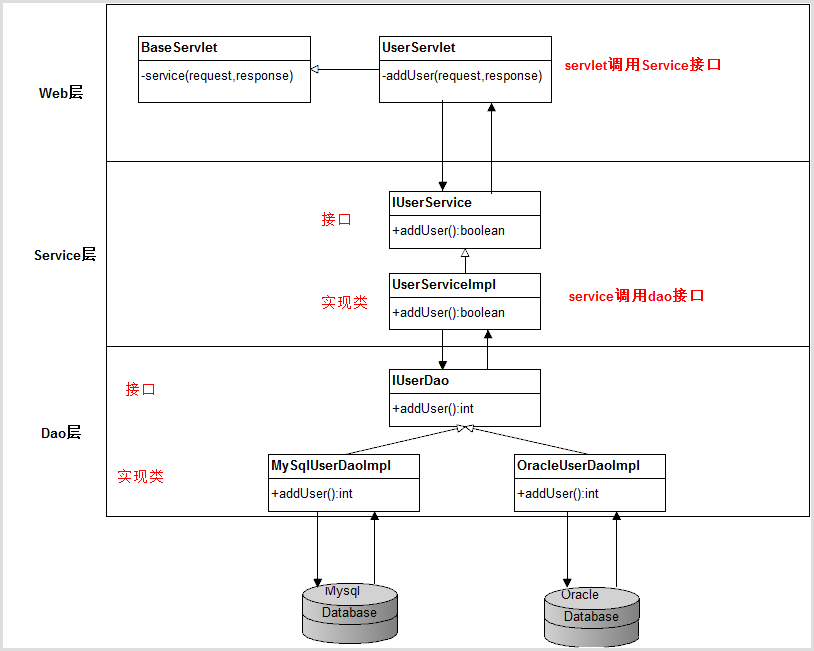 BaseServlet
-service(request,response)
UserServlet
-addUser(request,response)
servlet调用Service接口
Web层
接口
IUserService
+addUser():boolean
Service层
实现类
UserServiceImpl
+addUser():boolean
service调用dao接口
接口
IUserDao
+addUser():int
Dao层
实现类
MySqlUserDaoImpl
+addUser():int
OracleUserDaoImpl
+addUser():int
Mysql
Database
Oracle
Database